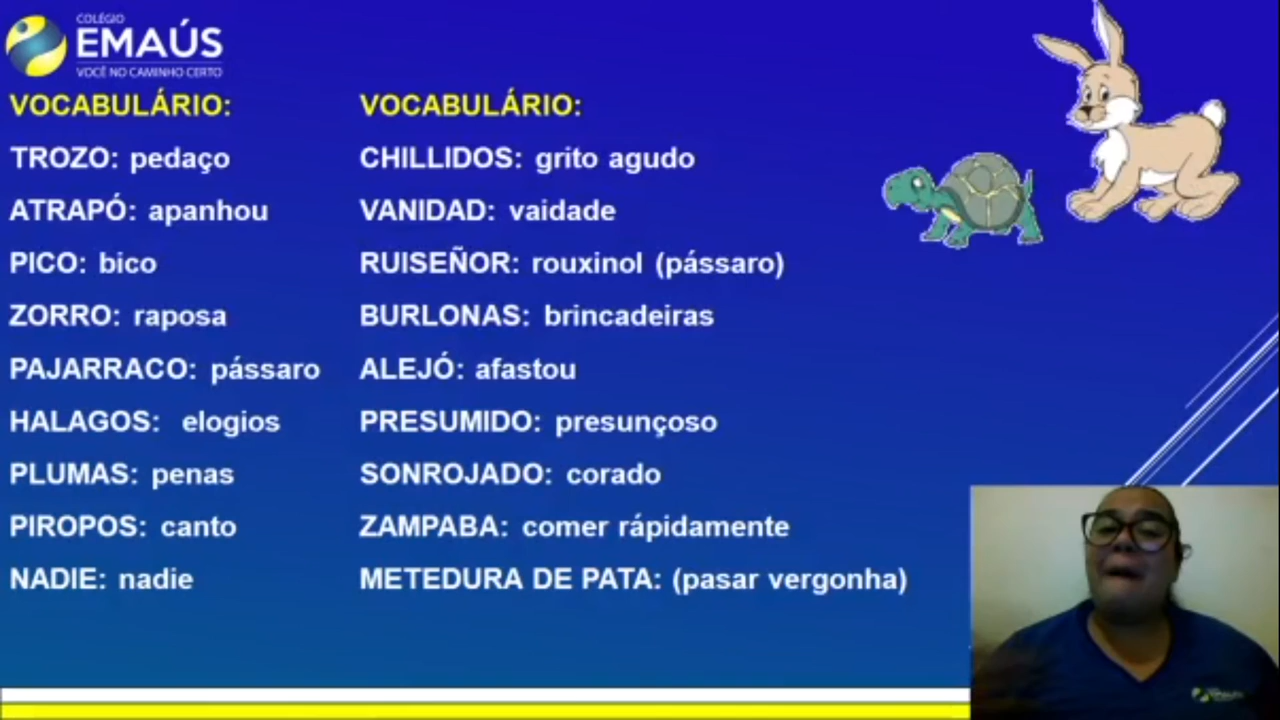 COLÉGIO
EMAÚS
VOCÊ NO CAMINHO CERTO
VOCABULÁRIO:
TROZO: pedaço
ATRAPÓ: apanhou
PICO: bico
ZORRO: raposa
PAJARRACO: pássaro
HALAGOS: elogios
PLUMAS: penas
PIROPOS: canto
NADIE: nadie
VOCABULÁRIO:
CHILLIDOS: grito agudo
VANIDAD: vaidade
RUISEÑOR: rouxinol (pássaro)
BURLONAS: brincadeiras
ALEJÓ: afastou
PRESUMIDO: presunçoso
SONROJADO: corado
ZAMPABA: comer rápidamente
METEDURA DE PATA: (pasar vergonha)
EMAÚS